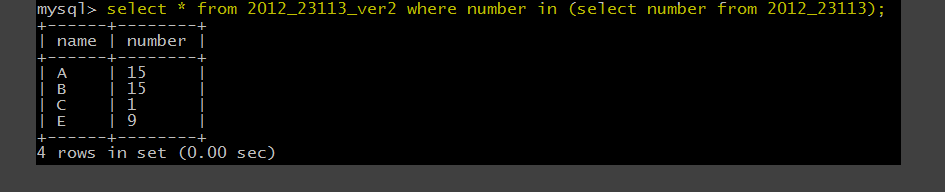 mysql> select * from 2012_23113_ver2 where number in (select number from 2012_23113);
+------+--------+
| name | number |
+------+--------+
| A    | 15     |
| B    | 15     |
| C    | 1      |
| E    | 9      |
+------+--------+
4 rows in set (0.00 sec)